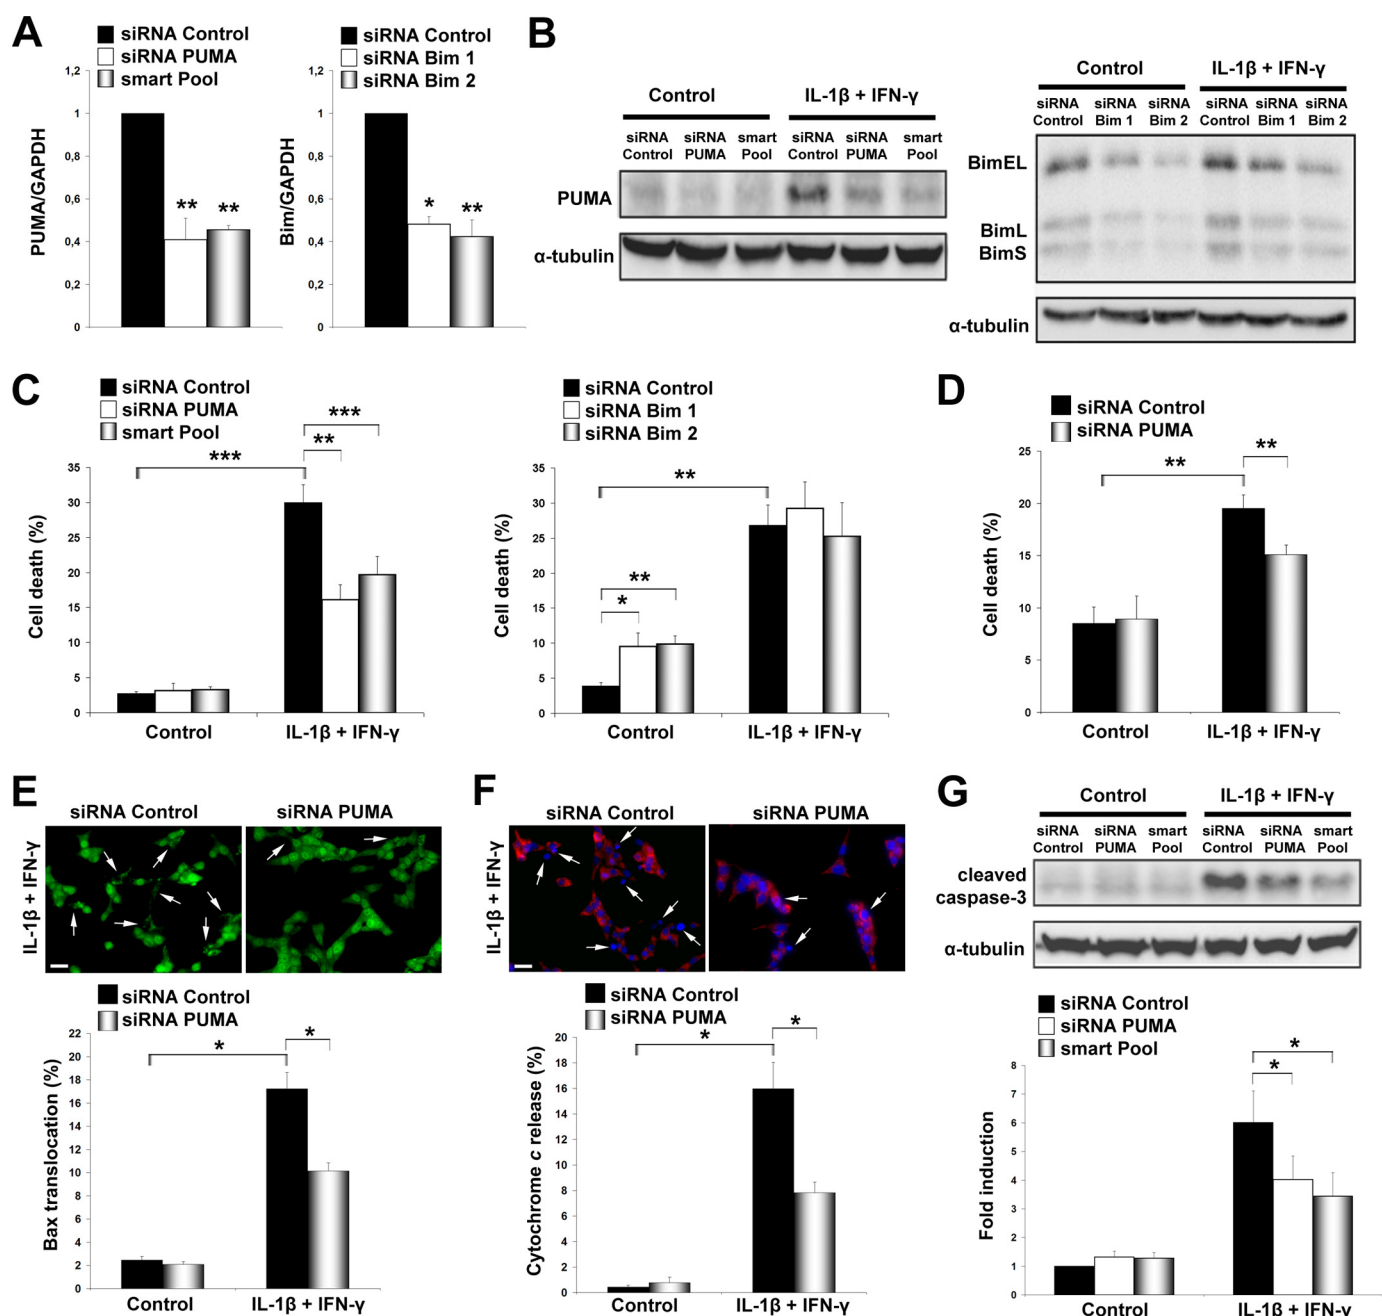 A
siRNA Control
siRNA PUMA
smart Pool
PUMA/GAPDH
1,2
1
0,8
0,6
0,4
0,2
0
**
**
siRNA Control
siRNA Bim 1
siRNA Bim 2
Bim/GAPDH
1,2
1
0,8
0,6
0,4
0,2
0
*
**
B
Control
IL-1β + IFN-γ
siRNA Control
siRNA PUMA
smart Pool
siRNA Control
siRNA PUMA
smart Pool
PUMA
α-tubulin
Control
IL-1β + IFN-γ
siRNA Control
siRNA Bim 1
siRNA Bim 2
siRNA Control
siRNA Bim 1
siRNA Bim 2
BimEL
BimL
BimS
α-tubulin
C
siRNA Control
siRNA PUMA
smart Pool
***
**
***
Cell death (%)
35
30
25
20
15
10
5
0
Control
IL-1β + IFN-γ
siRNA Control
siRNA Bim 1
siRNA Bim 2
**
**
*
Cell death (%)
35
30
25
20
15
10
5
0
Control
IL-1β + IFN-γ
D
siRNA Control
siRNA PUMA
**
**
Cell death (%)
25
20
15
10
5
0
Control
IL-1β + IFN-γ
E
siRNA Control
siRNA PUMA
IL-1β + IFN-γ
siRNA Control
siRNA PUMA
*
*
Bax translocation (%)
22
20
18
16
14
12
10
8
6
4
2
0
Control
IL-1β + IFN-γ
F
siRNA Control
siRNA PUMA
IL-1β + IFN-γ
siRNA Control
siRNA PUMA
*
*
Cytochrome c release (%)
20
18
16
14
12
10
8
6
4
2
0
Control
IL-1β + IFN-γ
G
Control
IL-1β + IFN-γ
siRNA Control
siRNA PUMA
smart Pool
siRNA Control
siRNA PUMA
smart Pool
cleaved
caspase-3
α-tubulin
siRNA Control
siRNA PUMA
smart Pool
*
*
Fold induction
8
7
6
5
4
3
2
1
0
Control
IL-1β + IFN-γ